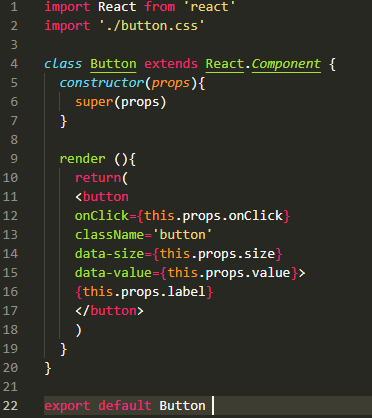 1 import React from 'react'
2 import './button.css'
3
4 class Button extends React.Component {
5   constructor(props){
6     super(props)
7   }
8
9   render (){
10     return(
11     <button
12     onClick={this.props.onClick}
13     className='button'
14     data-size={this.props.size}
15     data-value={this.props.value}>
16     {this.props.label}
17     </button>
18     )
19   }
20 }
21
22 export default Button